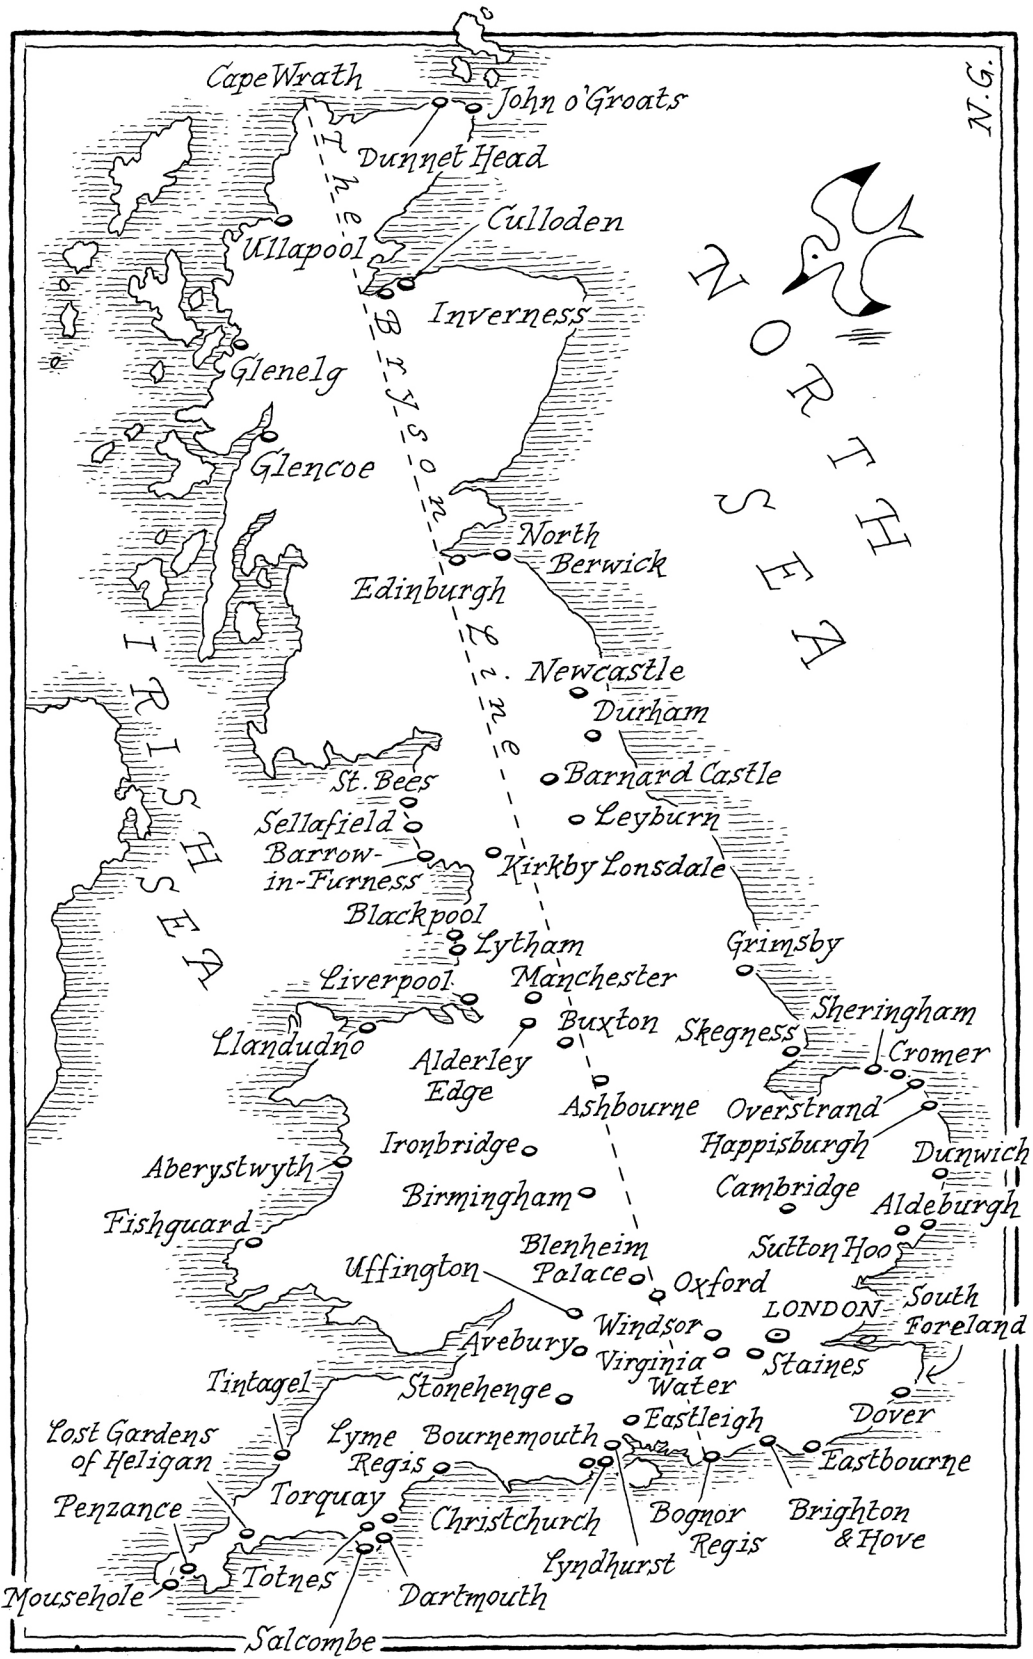 N.G.
Cape Wrath
John o'Groats
Dunnet Head
The Bryson Line
Culloden
Ullapool
Inverness
NORTH
SEA
Glenelg
Glencoe
North
Berwick
Edinburgh
IRISH
SEA
Newcastle
Durham
Barnard Castle
St. Bees
Leyburn
Sellafield
Barrow-
in-Furness
Kirkby Lonsdale
Blackpool
Lytham
Grimsby
Liverpool
Manchester
Sheringham
Llandudno
Buxton
Skegness
Cromer
Alderley
Edge
Ashbourne
Overstrand
Happisburgh
Ironbridge
Dunwich
Aberystwyth
Birmingham
Cambridge
Aldeburgh
Fishguard
Sutton Hoo
Blenheim
Palace
Uffington
Oxford
LONDON
South
Foreland
Windsor
Avebury
Virginia
Water
Staines
Tintagel
Stonehenge
Dover
Eastleigh
Lost Gardens
of Heligan
Lyme
Regis
Bournemouth
Eastbourne
Penzance
Torquay
Christchurch
Bognor
Regis
Brighton
& Hove
Lyndhurst
Totnes
Mousehole
Dartmouth
Salcombe